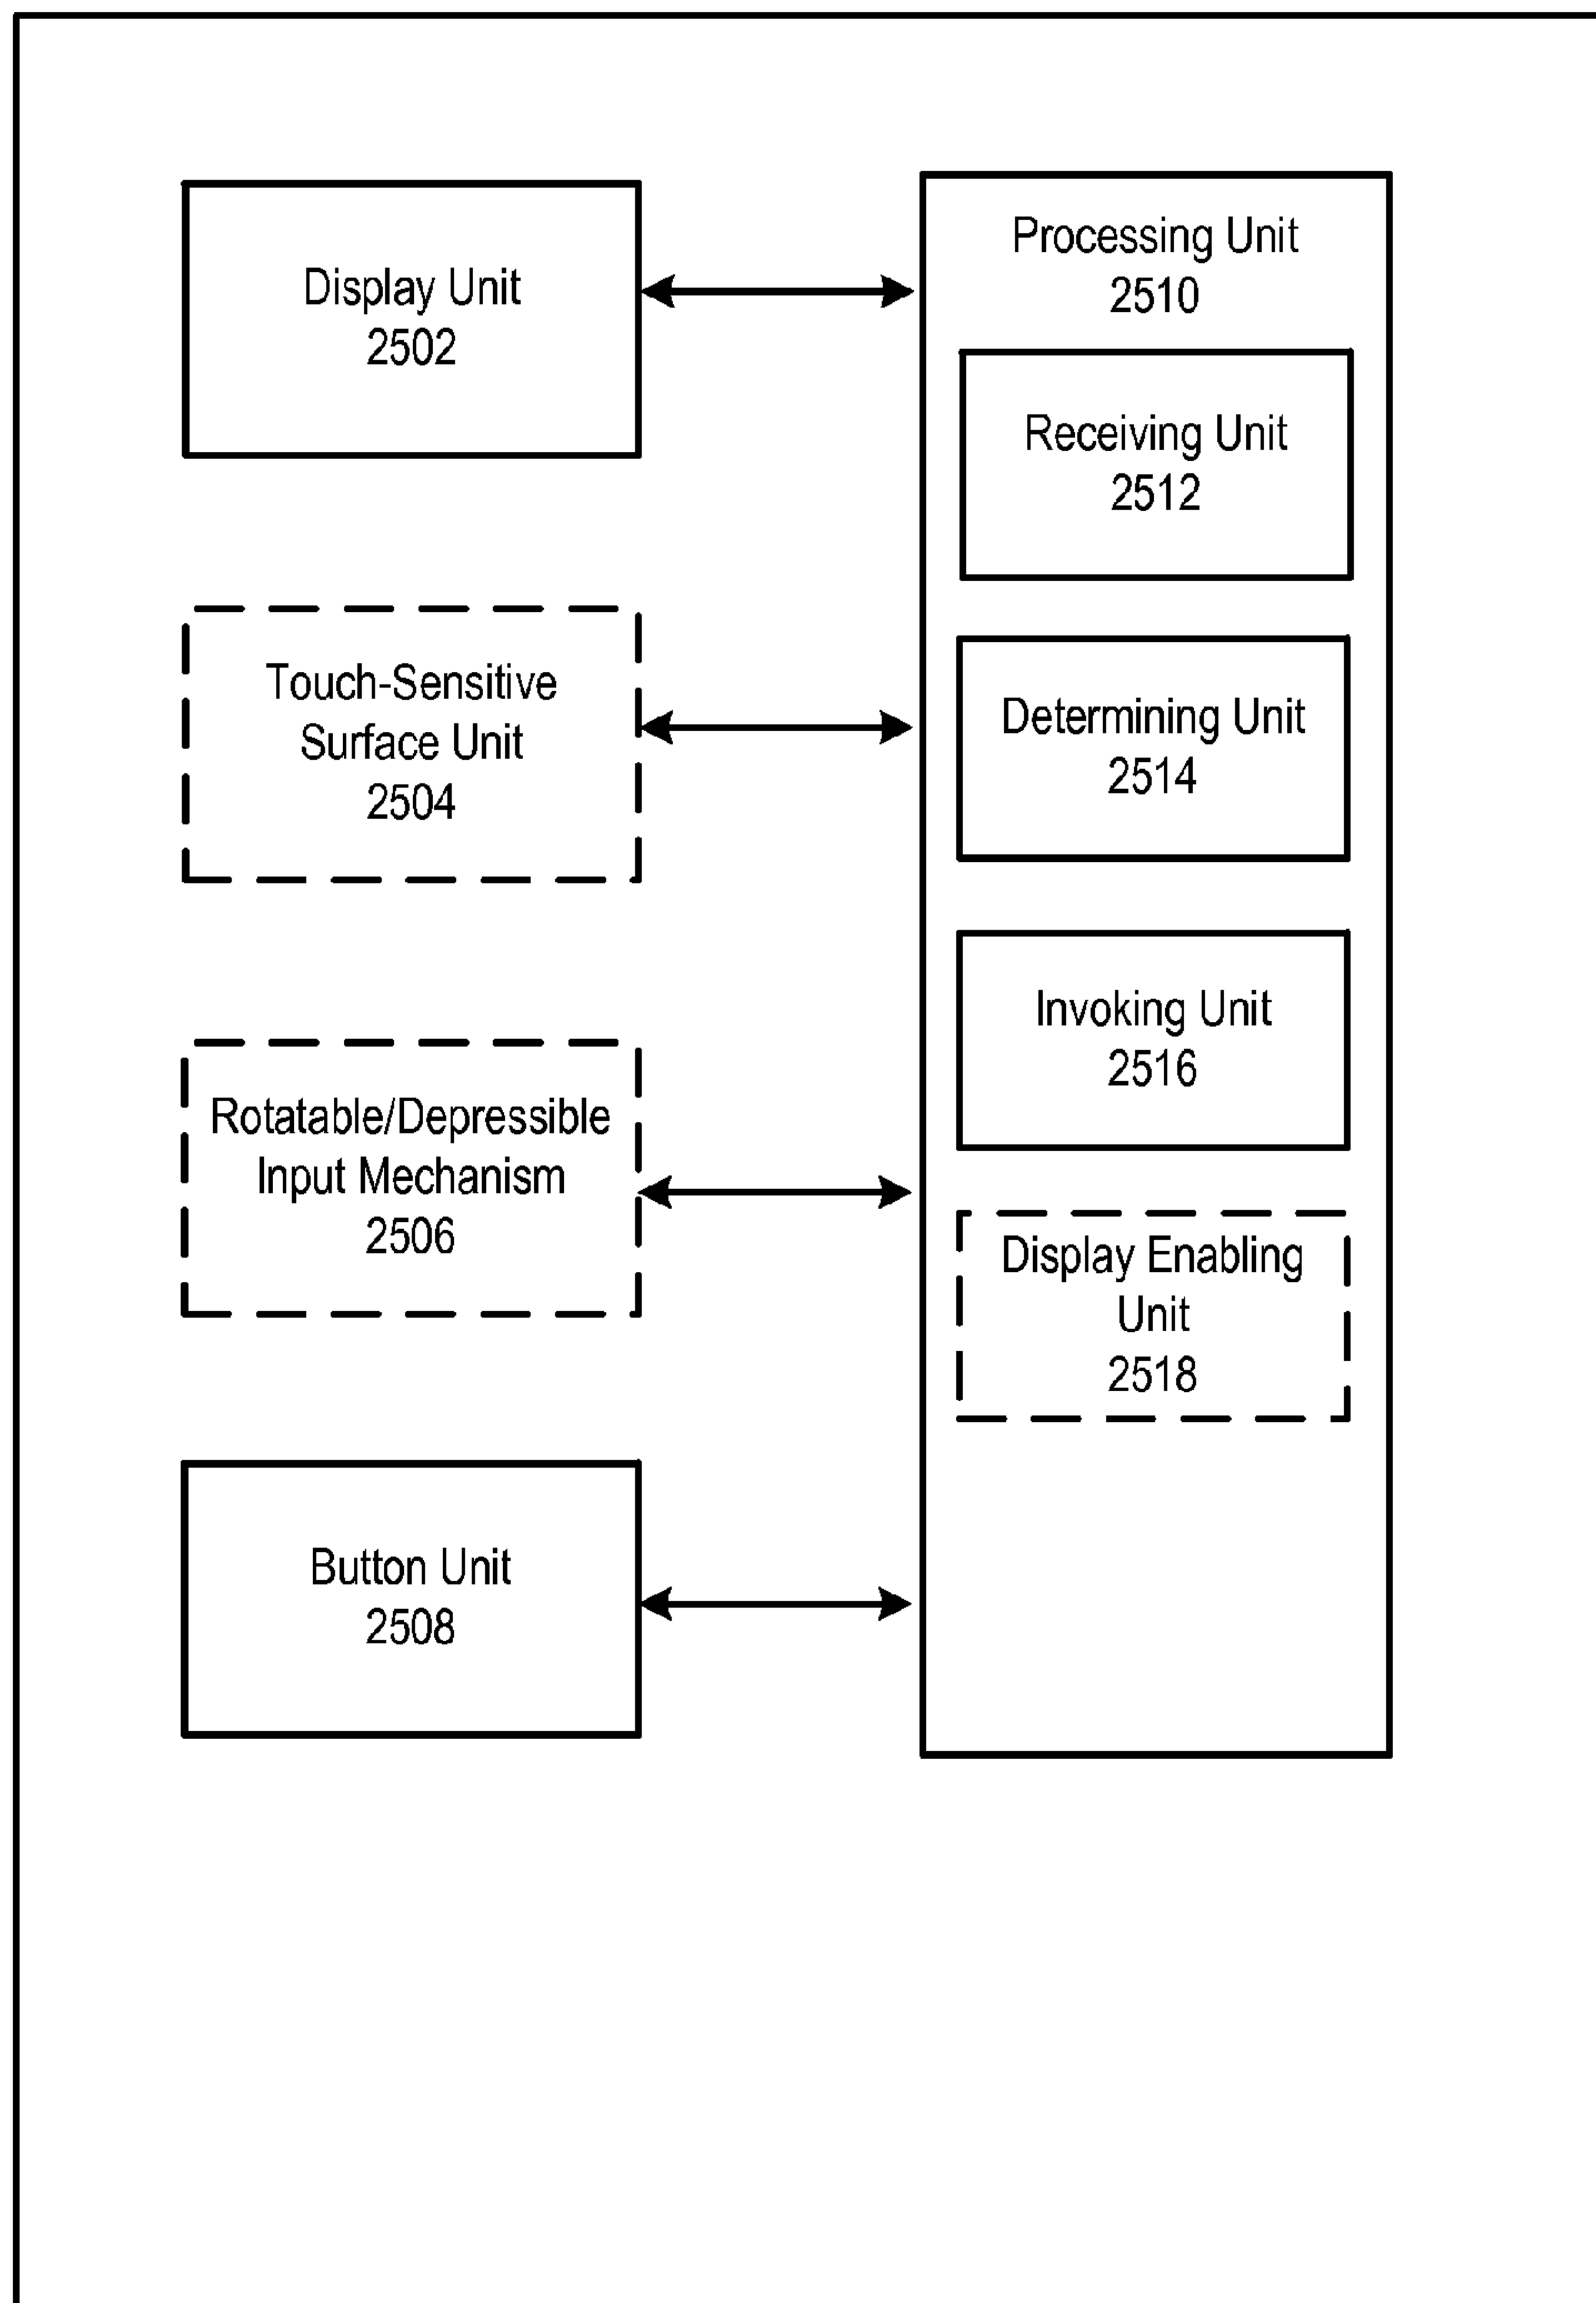 Display Unit
2502
Touch-Sensitive
Surface Unit
2504
Rotatable/Depressible
Input Mechanism
2506
Button Unit
2508
Processing Unit
2510
Receiving Unit
2512
Determining Unit
2514
Invoking Unit
2516
Display Enabling
Unit
2518